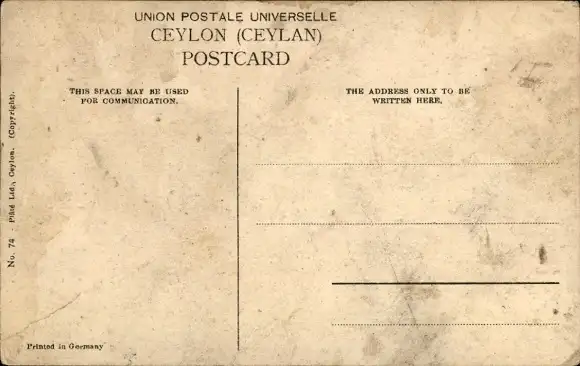 UNION POSTALE UNIVERSELLE
CEYLON (CEYLAN)
POSTCARD
THIS SPACE MAY BE USED
FOR COMMUNICATION.
THE ADDRESS ONLY TO BE
WRITTEN HERE.
No. 74 - Plâté Ltd., Ceylon. (Copyright).
Printed in Germany